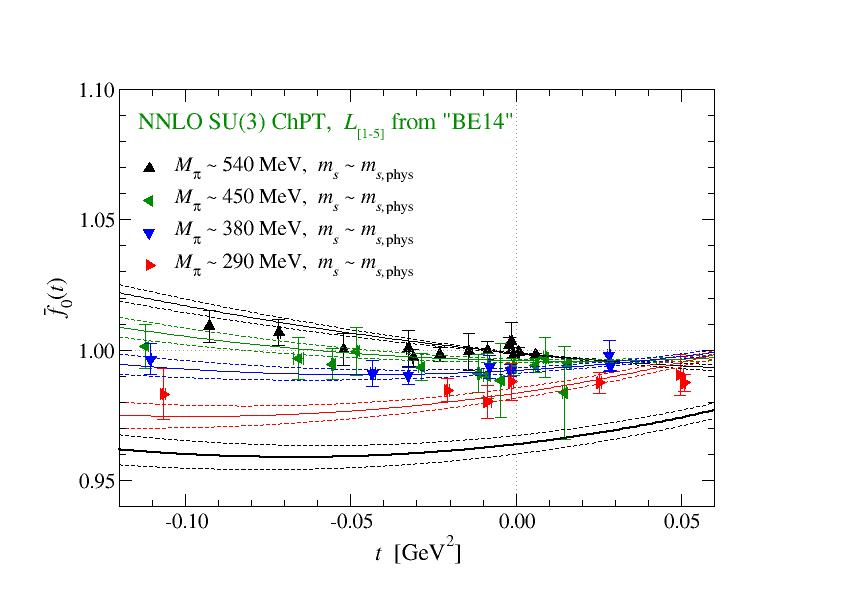 NNLO SU(3) ChPT, L[1-5] from "BE14"
Mπ ~ 540 MeV, ms ~ ms,phys
Mπ ~ 450 MeV, ms ~ ms,phys
Mπ ~ 380 MeV, ms ~ ms,phys
Mπ ~ 290 MeV, ms ~ ms,phys
1.10
1.05
1.00
0.95
f̄0(t)
-0.10 -0.05 0.00 0.05
t [GeV2]